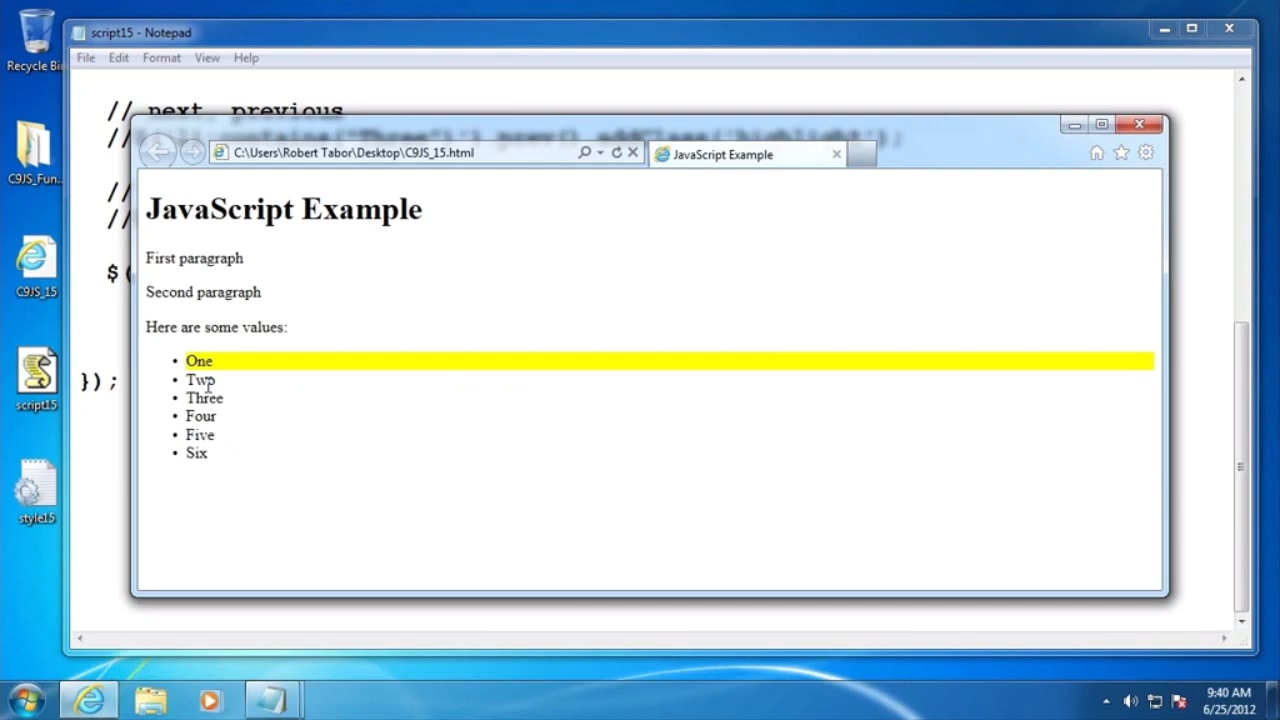 Recycle Bi
script15 - Notepad
File Edit Format View Help
// next, previous
//
//
//
$(
});
C:\Users\Robert Tabor\Desktop\C9JS_15.html
JavaScript Example
JavaScript Example
First paragraph
Second paragraph
Here are some values:
• One
• Two
• Three
• Four
• Five
• Six
C9JS_Fun...
C9JS_15
script15
style15
9:40 AM
6/25/2012